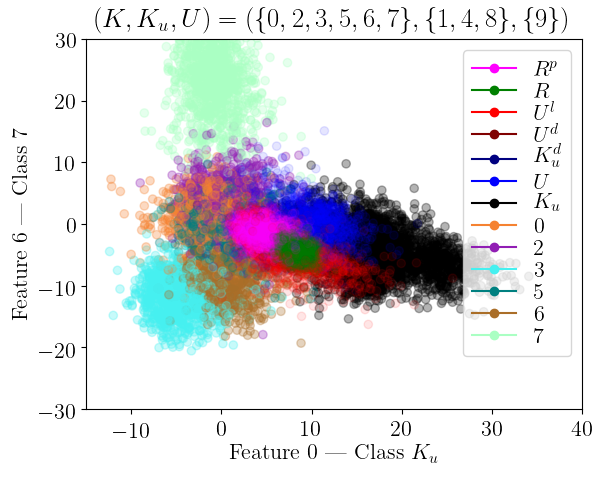 (K, K_u, U) = ({0, 2, 3, 5, 6, 7}, {1, 4, 8}, {9})
30
20
10
0
−10
−20
−30
Feature 6 — Class 7
R^p
R
U^l
U^d
K_u^d
U
K_u
0
2
3
5
6
7
−10
0
10
20
30
40
Feature 0 — Class K_u